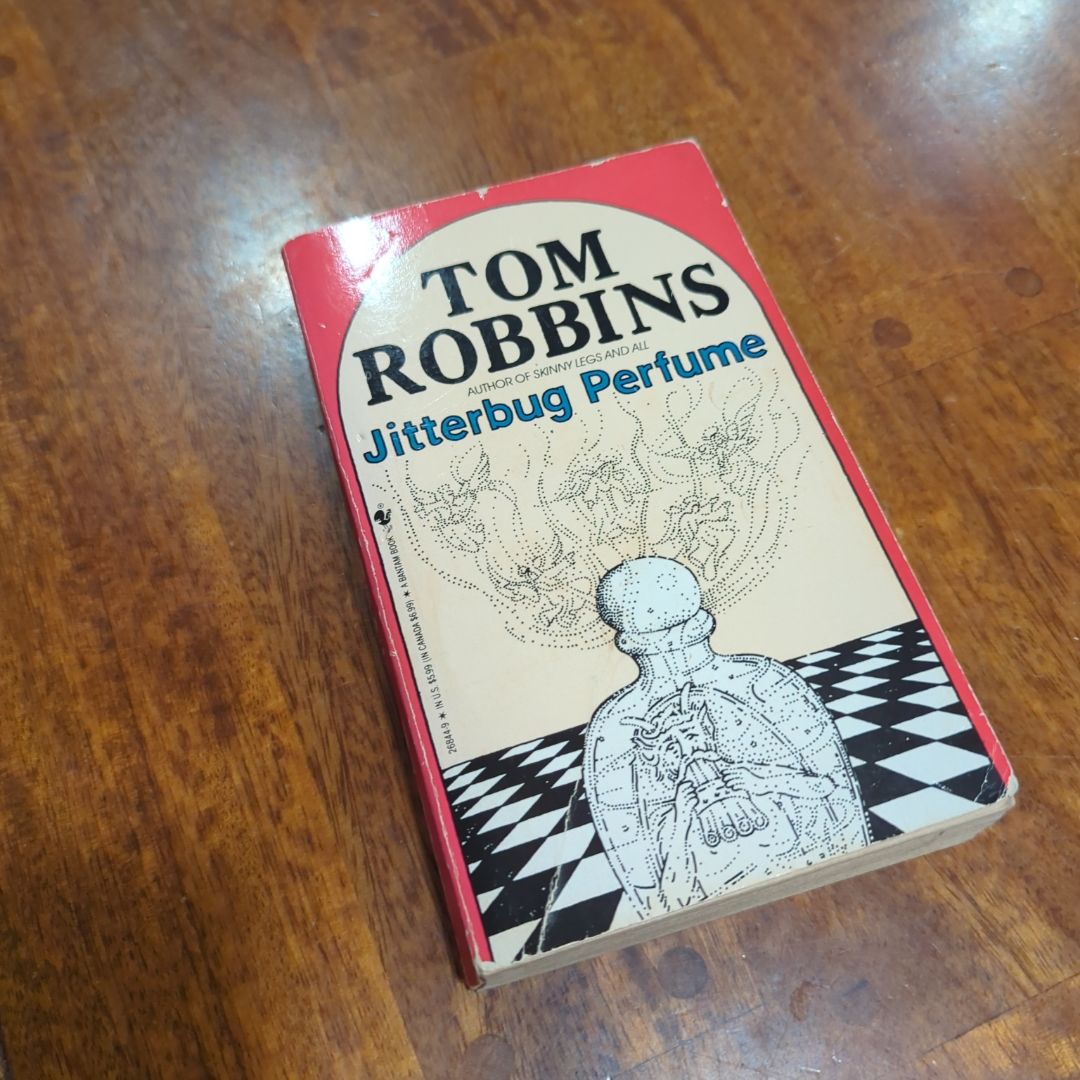 TOM
ROBBINS
AUTHOR OF SKINNY LEGS AND ALL
Jitterbug Perfume
26844-9 ★ IN U.S. $5.99 (IN CANADA $6.99) ★ A BANTAM BOOK